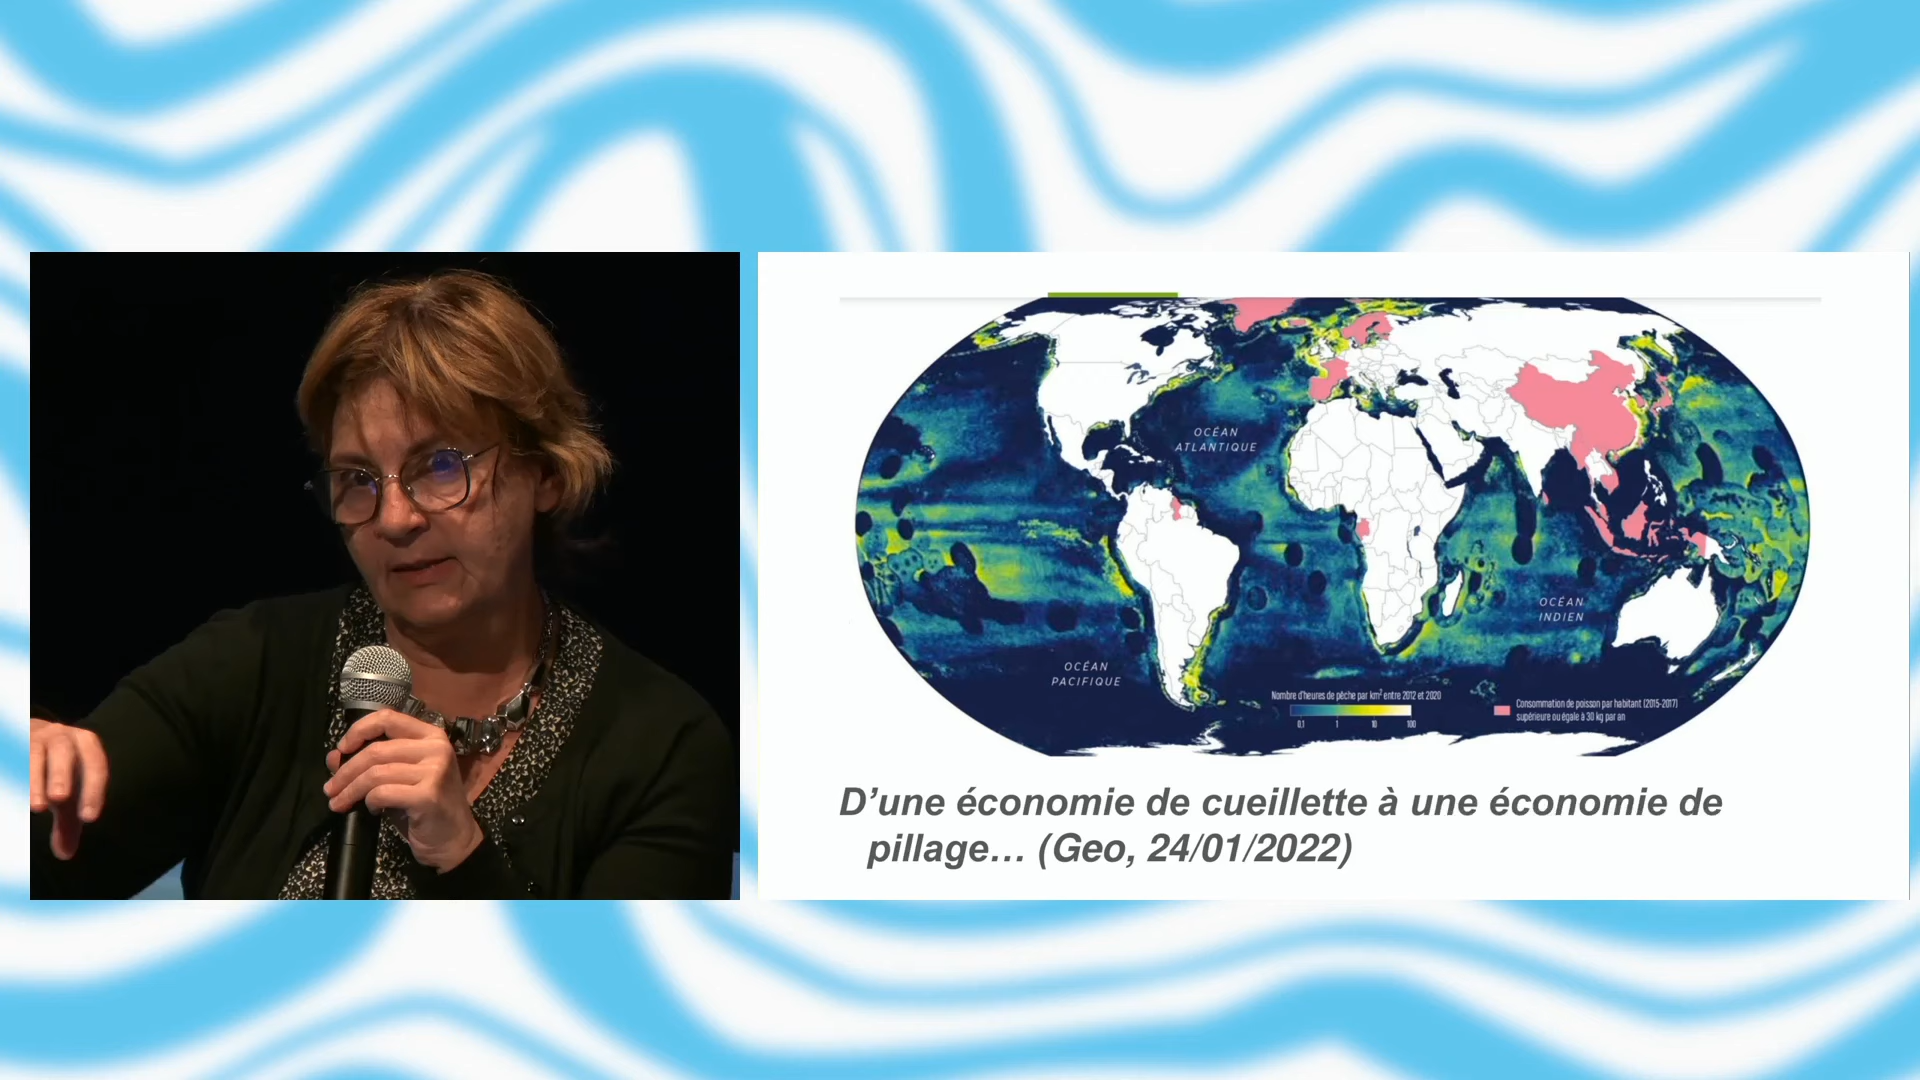 OCÉAN
ATLANTIQUE
OCÉAN
INDIEN
OCÉAN
PACIFIQUE
Nombre d'heures de pêche par km² entre 2012 et 2020
0,1 1 10 100
Consommation de poisson par habitant (2015-2017)
supérieure ou égale à 30 kg par an
D’une économie de cueillette à une économie de
pillage… (Geo, 24/01/2022)